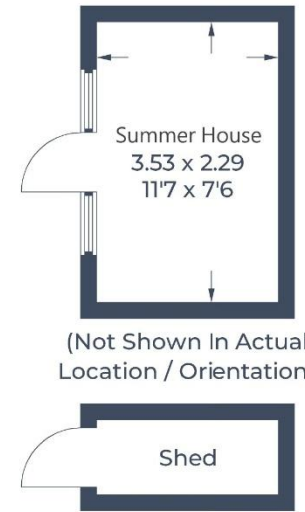 Summer House
3.53 x 2.29
11'7 x 7'6
(Not Shown In Actual
Location / Orientation
Shed